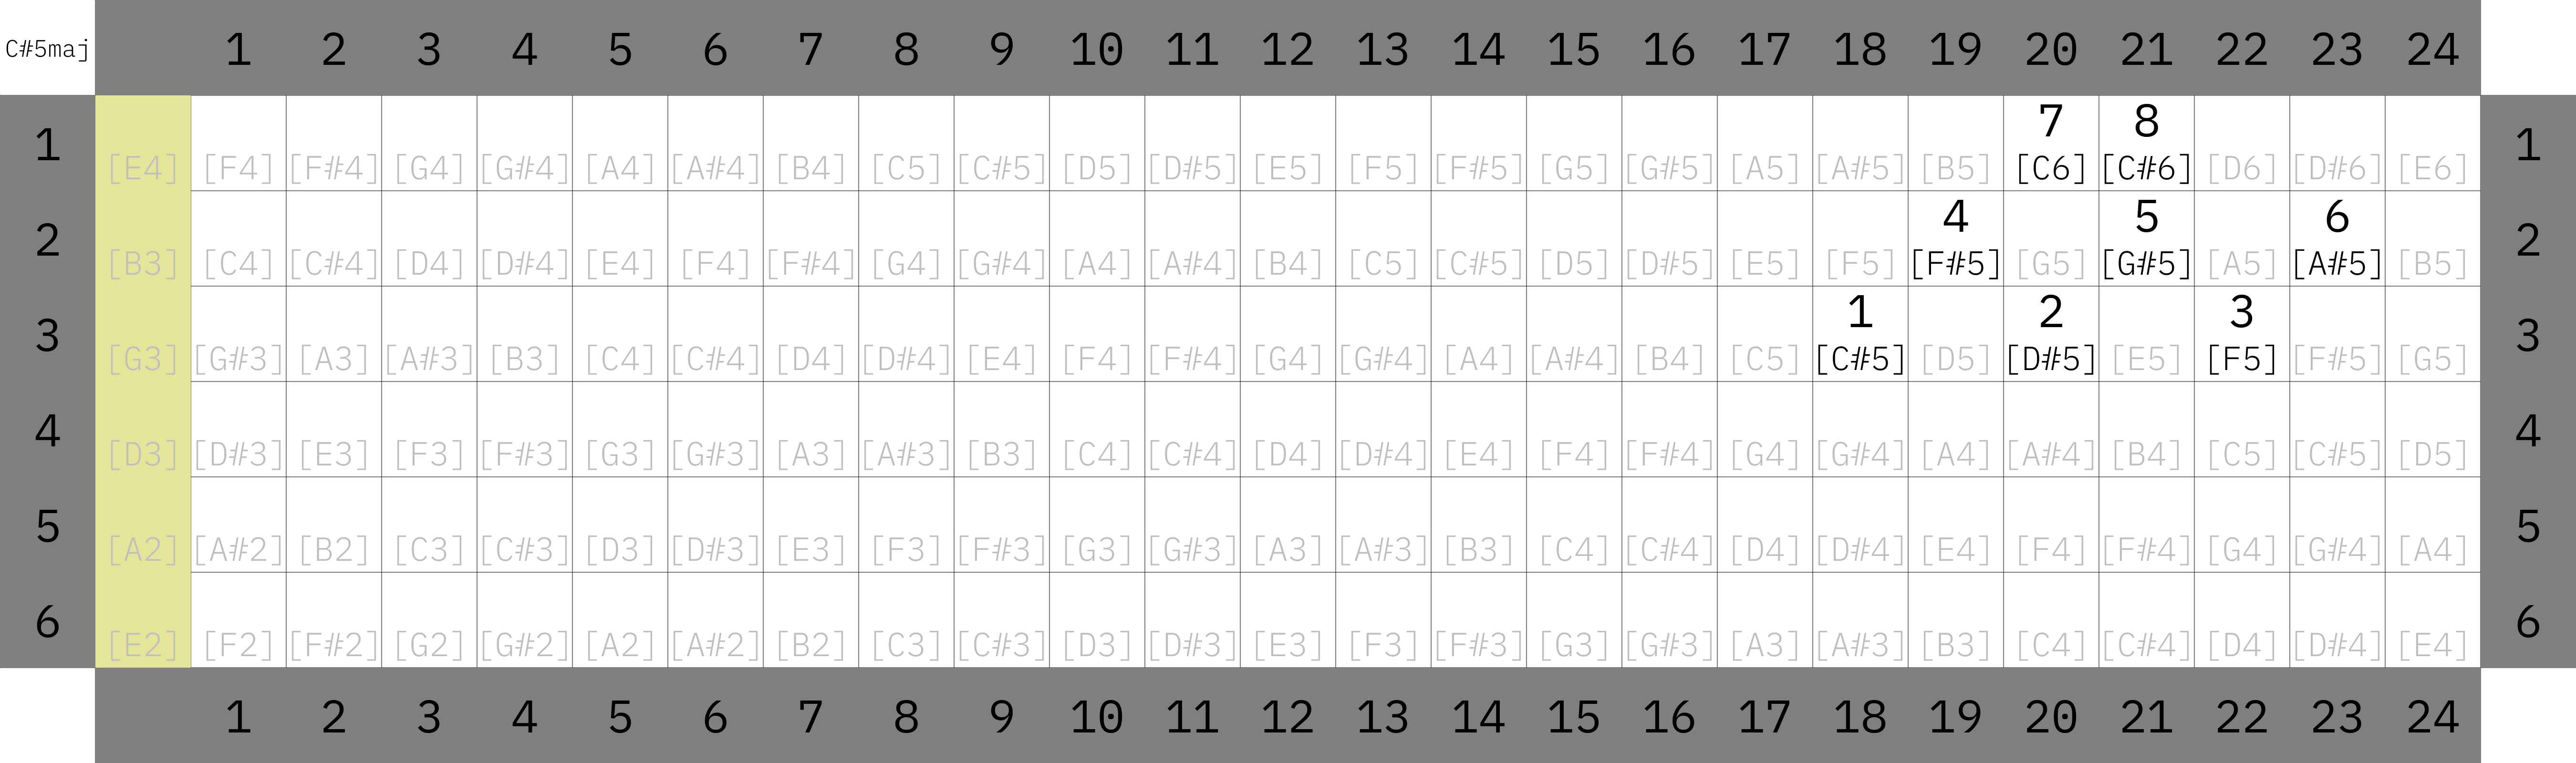 C#5maj 1 2 3 4 5 6 7 8 9 10 11 12 13 14 15 16 17 18 19 20 21 22 23 24
7 8
1 [E4] [F4] [F#4] [G4] [G#4] [A4] [A#4] [B4] [C5] [C#5] [D5] [D#5] [E5] [F5] [F#5] [G5] [G#5] [A5] [A#5] [B5] [C6] [C#6] [D6] [D#6] [E6] 1
4 5 6
2 [B3] [C4] [C#4] [D4] [D#4] [E4] [F4] [F#4] [G4] [G#4] [A4] [A#4] [B4] [C5] [C#5] [D5] [D#5] [E5] [F5] [F#5] [G5] [G#5] [A5] [A#5] [B5] 2
1 2 3
3 [G3] [G#3] [A3] [A#3] [B3] [C4] [C#4] [D4] [D#4] [E4] [F4] [F#4] [G4] [G#4] [A4] [A#4] [B4] [C5] [C#5] [D5] [D#5] [E5] [F5] [F#5] [G5] 3
4 [D3] [D#3] [E3] [F3] [F#3] [G3] [G#3] [A3] [A#3] [B3] [C4] [C#4] [D4] [D#4] [E4] [F4] [F#4] [G4] [G#4] [A4] [A#4] [B4] [C5] [C#5] [D5] 4
5 [A2] [A#2] [B2] [C3] [C#3] [D3] [D#3] [E3] [F3] [F#3] [G3] [G#3] [A3] [A#3] [B3] [C4] [C#4] [D4] [D#4] [E4] [F4] [F#4] [G4] [G#4] [A4] 5
6 [E2] [F2] [F#2] [G2] [G#2] [A2] [A#2] [B2] [C3] [C#3] [D3] [D#3] [E3] [F3] [F#3] [G3] [G#3] [A3] [A#3] [B3] [C4] [C#4] [D4] [D#4] [E4] 6
1 2 3 4 5 6 7 8 9 10 11 12 13 14 15 16 17 18 19 20 21 22 23 24